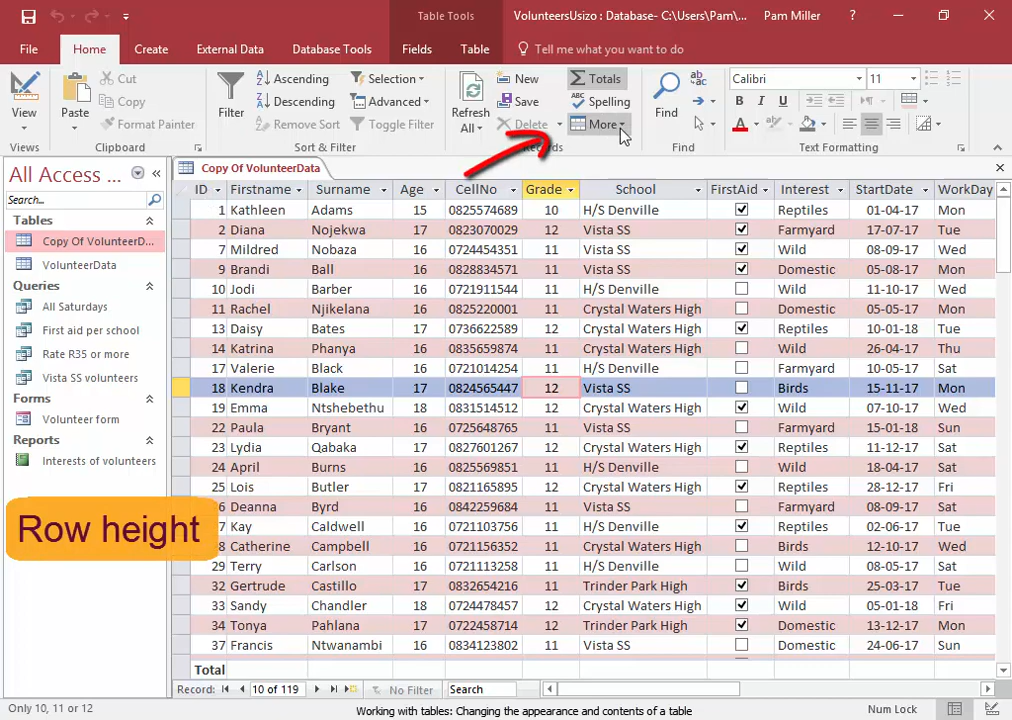 Table Tools
VolunteersUsizo : Database- C:\Users\Pam/\...
Pam Miller
?
File Home Create External Data Database Tools Fields Table Tell me what you want to do
View
Views
Paste
Cut
Copy
Format Painter
Clipboard
Filter
Ascending
Descending
Remove Sort
Selection
Advanced
Toggle Filter
Sort & Filter
Refresh
All
New
Save
Delete
Totals
Spelling
More
Records
Find
Find
Calibri 11
B I U
A
Text Formatting
All Access ...
Search...
Tables
Copy Of VolunteerD...
VolunteerData
Queries
All Saturdays
First aid per school
Rate R35 or more
Vista SS volunteers
Forms
Volunteer form
Reports
Interests of volunteers
Row height
Copy Of VolunteerData
ID Firstname Surname Age CellNo Grade School FirstAid Interest StartDate WorkDay
1 Kathleen Adams 15 0825574689 10 H/S Denville Reptiles 01-04-17 Mon
2 Diana Nojekwa 17 0823070029 12 Vista SS Farmyard 17-07-17 Tue
7 Mildred Nobaza 16 0724454351 11 Vista SS Wild 08-09-17 Wed
9 Brandi Ball 16 0828834571 11 Vista SS Domestic 05-08-17 Mon
10 Jodi Barber 16 0721911544 11 H/S Denville Wild 11-10-17 Wed
11 Rachel Njikelana 16 0825220001 11 Crystal Waters High Domestic 05-05-17 Mon
13 Daisy Bates 17 0736622589 12 Crystal Waters High Reptiles 10-01-18 Tue
14 Katrina Phanya 16 0835659874 11 Crystal Waters High Wild 26-04-17 Thu
17 Valerie Black 16 0721014254 11 H/S Denville Farmyard 10-05-17 Sat
18 Kendra Blake 17 0824565447 12 Vista SS Birds 15-11-17 Mon
19 Emma Ntshebethu 18 0831514512 12 Crystal Waters High Wild 07-10-17 Wed
22 Paula Bryant 16 0725648765 11 Vista SS Farmyard 15-01-18 Sun
23 Lydia Qabaka 16 0827601267 12 Crystal Waters High Reptiles 11-12-17 Sat
24 April Burns 16 0825569851 11 H/S Denville Wild 18-04-17 Sat
25 Lois Butler 16 0821165895 12 Crystal Waters High Reptiles 28-12-17 Fri
6 Deanna Byrd 16 0842259684 11 Vista SS Farmyard 08-09-17 Sat
7 Kay Caldwell 16 0721103756 11 H/S Denville Reptiles 02-06-17 Tue
8 Catherine Campbell 16 0721156352 11 H/S Denville Birds 12-10-17 Wed
29 Terry Carlson 16 0721113258 11 H/S Denville Wild 08-05-17 Sat
32 Gertrude Castillo 17 0832654216 11 Trinder Park High Birds 25-03-17 Tue
33 Sandy Chandler 18 0724478457 12 Crystal Waters High Wild 05-01-18 Fri
34 Tonya Pahlana 17 0722458714 12 Trinder Park High Domestic 13-12-17 Mon
37 Francis Ntwanambi 17 0834123082 11 Vista SS Domestic 24-06-17 Sun
Total
Record: 10 of 119 No Filter Search
Only 10, 11 or 12
Working with tables: Changing the appearance and contents of a table
Num Lock